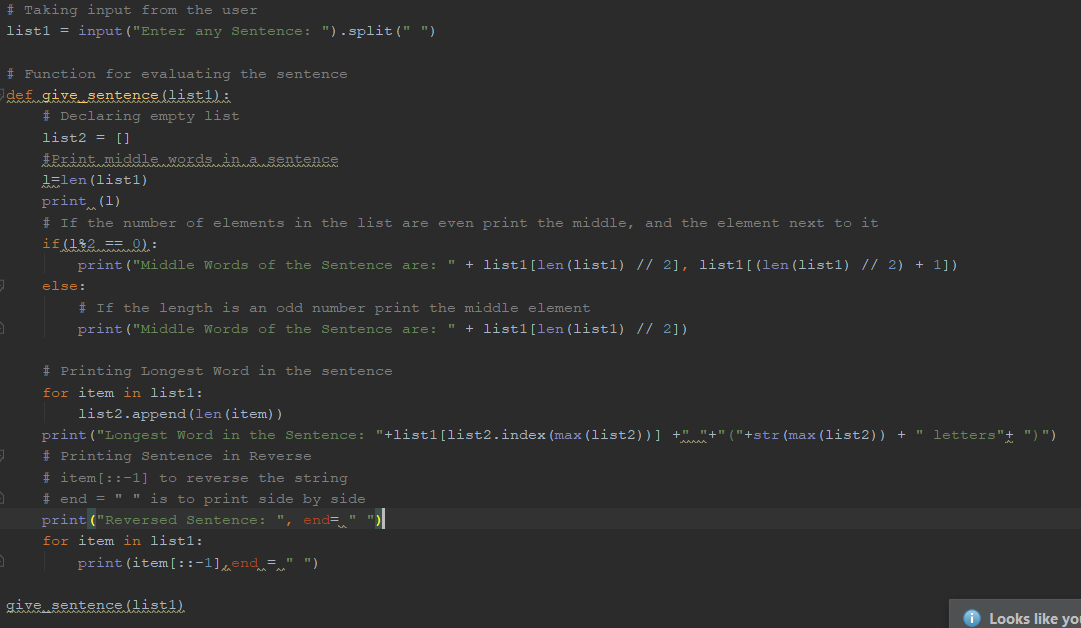 # Taking input from the user
list1 = input("Enter any Sentence: ").split(" ")
# Function for evaluating the sentence
def give_sentence(list1):
    # Declaring empty list
    list2 = []
    #Print middle words in a sentence
    l=len(list1)
    print (l)
    # If the number of elements in the list are even print the middle, and the element next to it
    if(l%2 == 0):
        print("Middle Words of the Sentence are: " + list1[len(list1) // 2], list1[(len(list1) // 2) + 1])
    else:
        # If the length is an odd number print the middle element
        print("Middle Words of the Sentence are: " + list1[len(list1) // 2])
    # Printing Longest Word in the sentence
    for item in list1:
        list2.append(len(item))
    print("Longest Word in the Sentence: "+list1[list2.index(max(list2))] +" "+"("+str(max(list2)) + " letters"+ ")")
    # Printing Sentence in Reverse
    # item[::-1] to reverse the string
    # end = " " is to print side by side
    print("Reversed Sentence: ", end= " ")
    for item in list1:
        print(item[::-1],end = " ")
give_sentence(list1)
Looks like